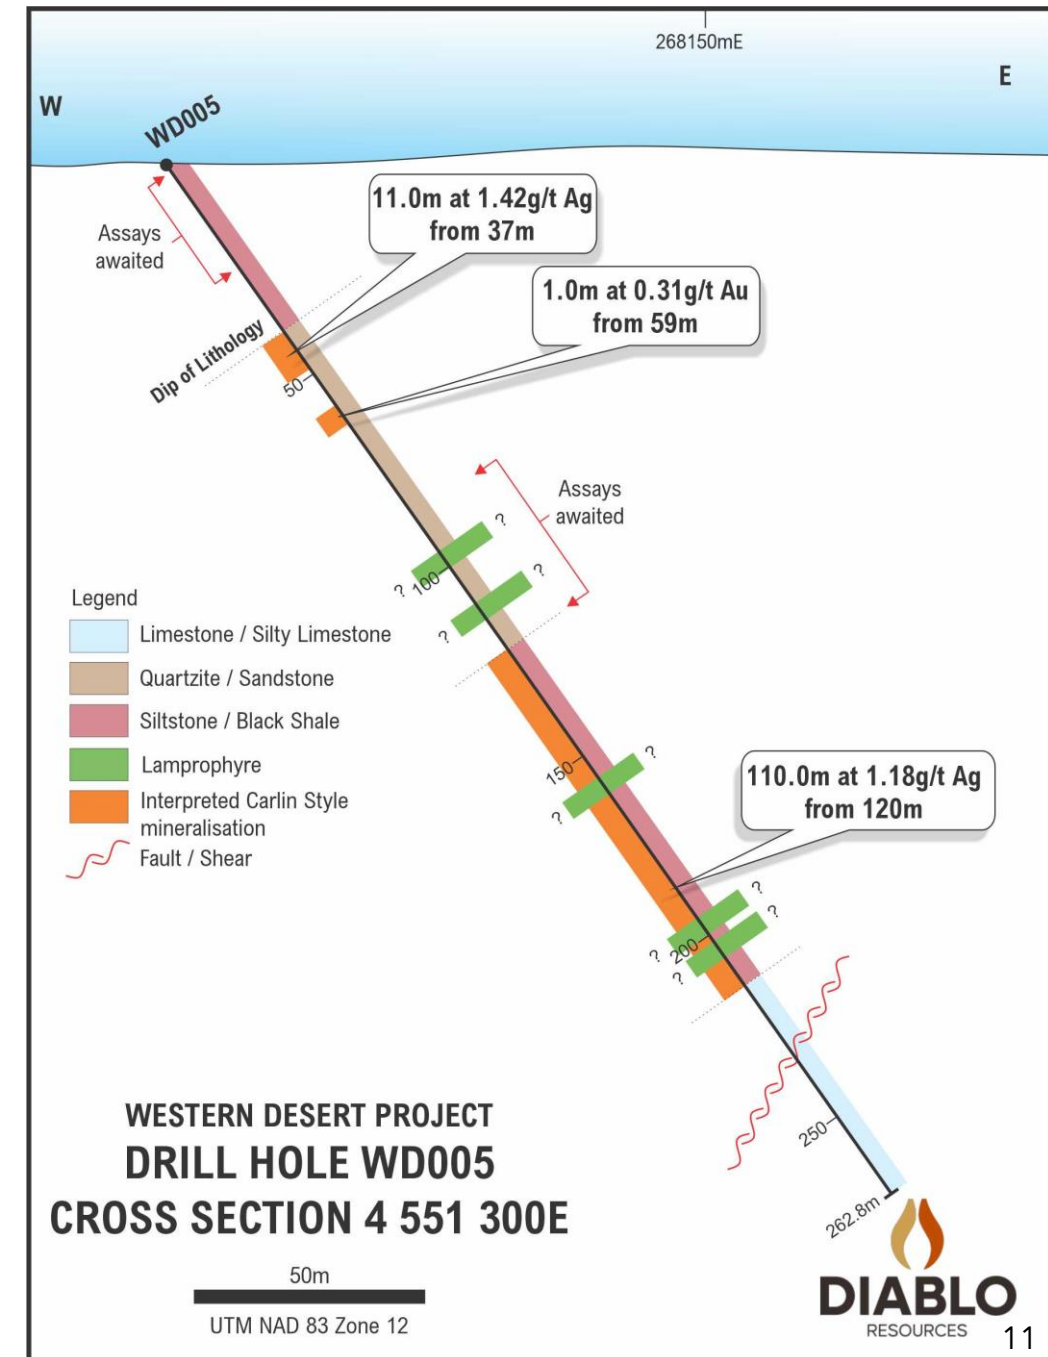 268150mE
W
E
WD005
Assays
awaited
11.0m at 1.42g/t Ag
from 37m
1.0m at 0.31g/t Au
from 59m
Dip of Lithology
50
Assays
awaited
?
?
100
?
?
Legend
Limestone / Silty Limestone
Quartzite / Sandstone
Siltstone / Black Shale
Lamprophyre
Interpreted Carlin Style
mineralisation
Fault / Shear
?
150
?
110.0m at 1.18g/t Ag
from 120m
?
?
200
?
?
250
262.8m
WESTERN DESERT PROJECT
DRILL HOLE WD005
CROSS SECTION 4 551 300E
50m
UTM NAD 83 Zone 12
DIABLO
RESOURCES
11